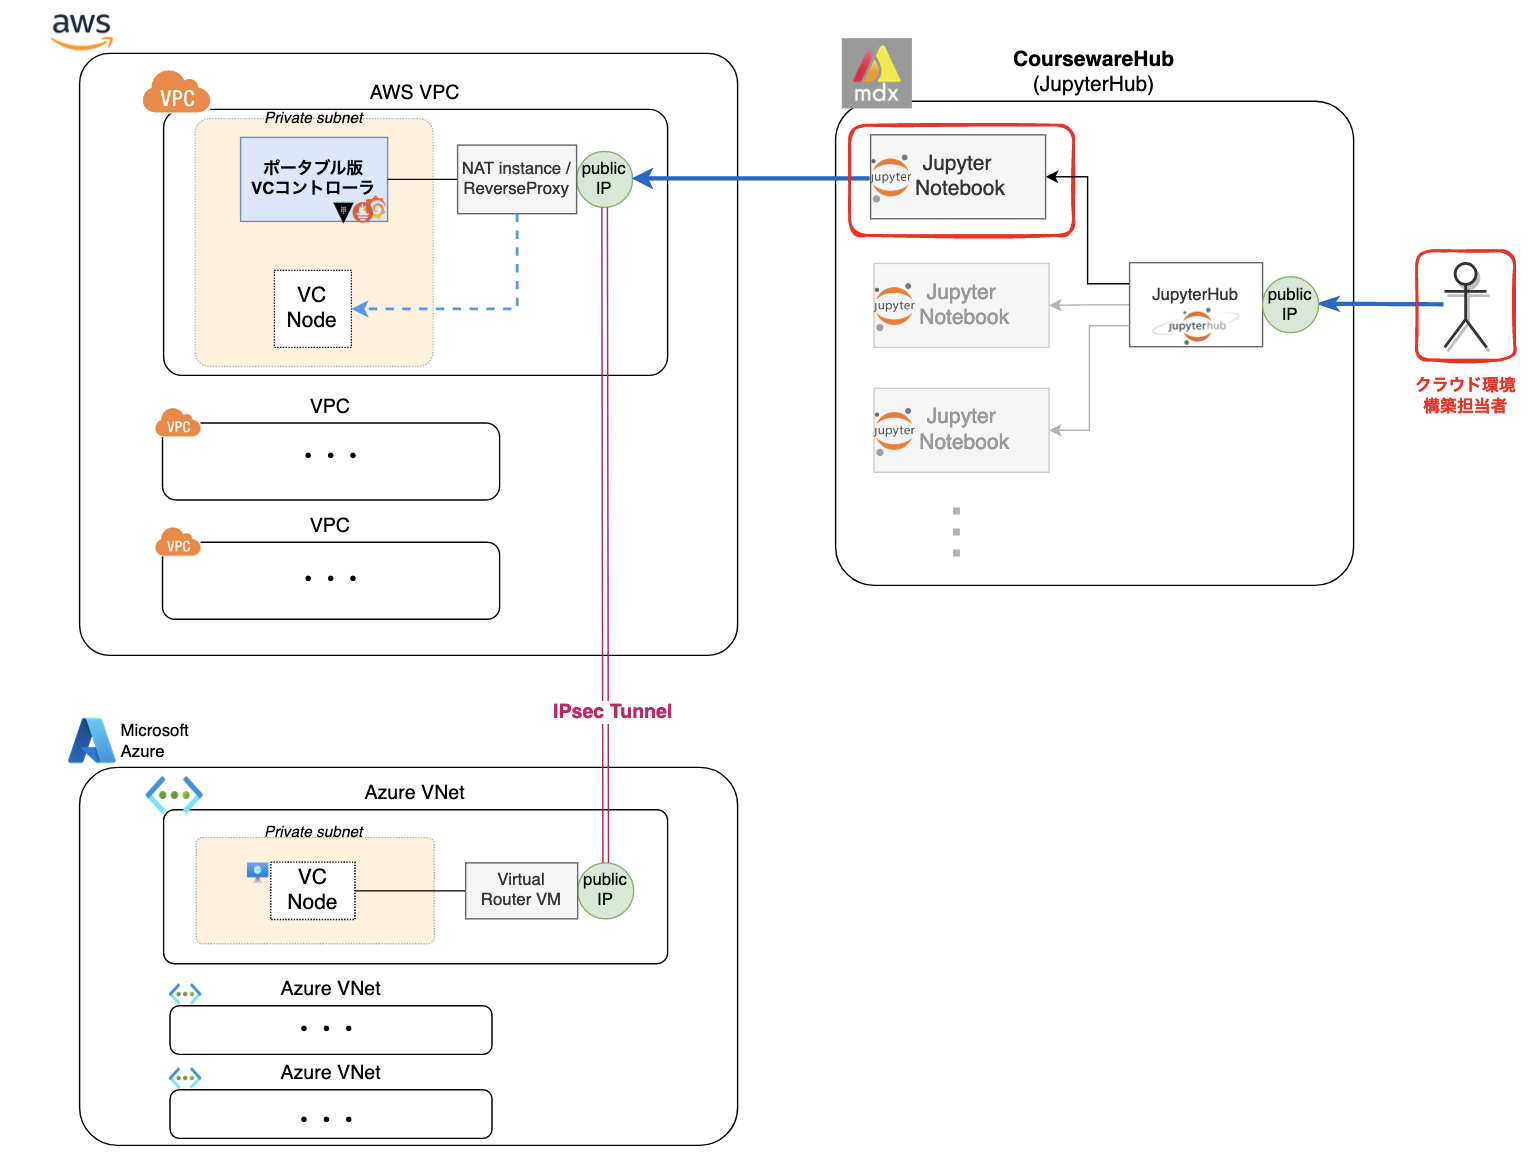 aws
VPC
AWS VPC
Private subnet
ポータブル版
VCコントローラ
NAT instance /
ReverseProxy
public
IP
VC
Node
VPC
VPC
• • •
VPC
VPC
• • •
mdx
CoursewareHub
(JupyterHub)
jupyter
Jupyter
Notebook
jupyter
Jupyter
Notebook
jupyter
Jupyter
Notebook
JupyterHub
jupyterhub
public
IP
クラウド環境
構築担当者
IPsec Tunnel
Microsoft
Azure
Azure VNet
Private subnet
VC
Node
Virtual
Router VM
public
IP
Azure VNet
• • •
Azure VNet
• • •